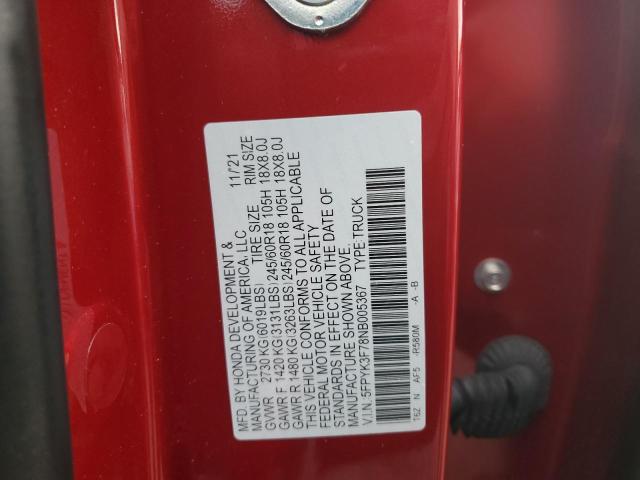 MFD. BY HONDA DEVELOPMENT & 11/21
MANUFACTURING OF AMERICA, LLC TIRE SIZE RIM SIZE
GVWR 2730 KG(6019LBS)
GAWR F 1420 KG(3131LBS)245/60R18 105H 18X8.0J
GAWR R 1480 KG(3263LBS)245/60R18 105H 18X8.0J
THIS VEHICLE CONFORMS TO ALL APPLICABLE
FEDERAL MOTOR VEHICLE SAFETY
STANDARDS IN EFFECT ON THE DATE OF
MANUFACTURE SHOWN ABOVE.
V.I.N. 5FPYK3F78NB005367 TYPE:TRUCK
T6Z N AF5 -R580M -A -B